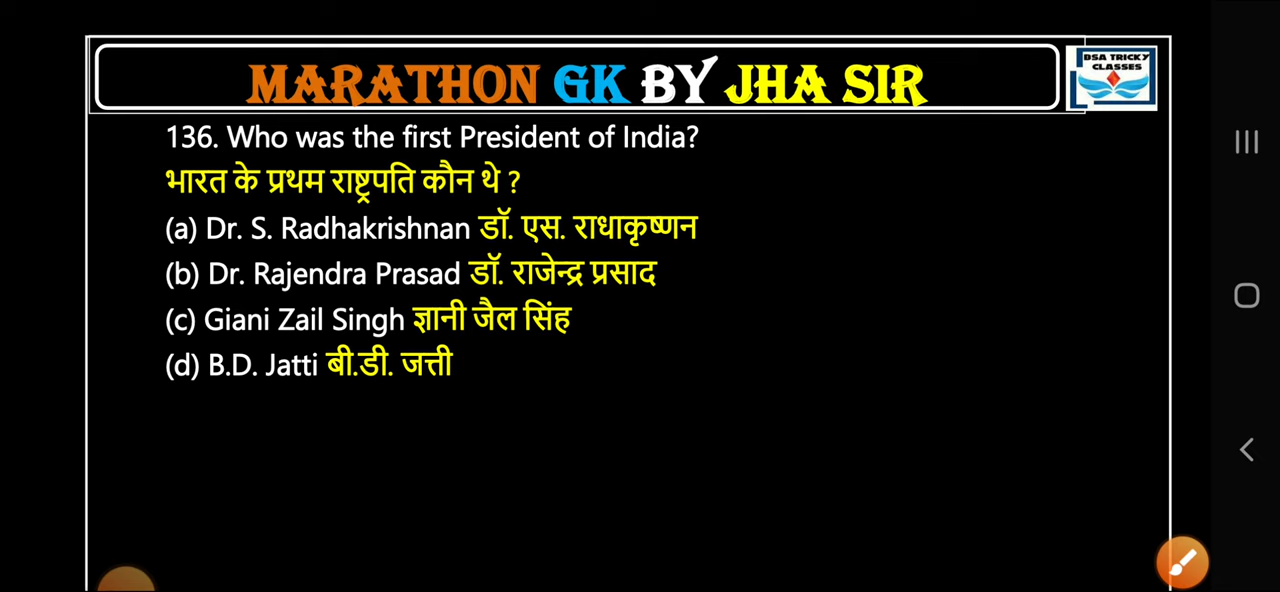 MARATHON GK BY JHA SIR
DSA TRICKY
CLASSES
136. Who was the first President of India?
भारत के प्रथम राष्ट्रपति कौन थे ?
(a) Dr. S. Radhakrishnan डॉ. एस. राधाकृष्णन
(b) Dr. Rajendra Prasad डॉ. राजेन्द्र प्रसाद
(c) Giani Zail Singh ज्ञानी जैल सिंह
(d) B.D. Jatti बी.डी. जत्ती